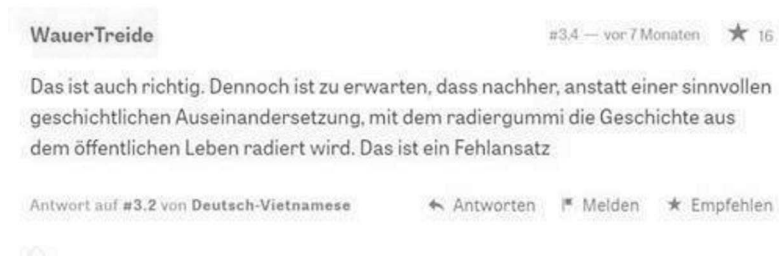 WauerTreide
#3.4 — vor 7 Monaten ★ 16
Das ist auch richtig. Dennoch ist zu erwarten, dass nachher, anstatt einer sinnvollen
geschichtlichen Auseinandersetzung, mit dem radiergummi die Geschichte aus
dem öffentlichen Leben radiert wird. Das ist ein Fehlansatz
Antwort auf #3.2 von Deutsch-Vietnamese
Antworten Melden ★ Empfehlen